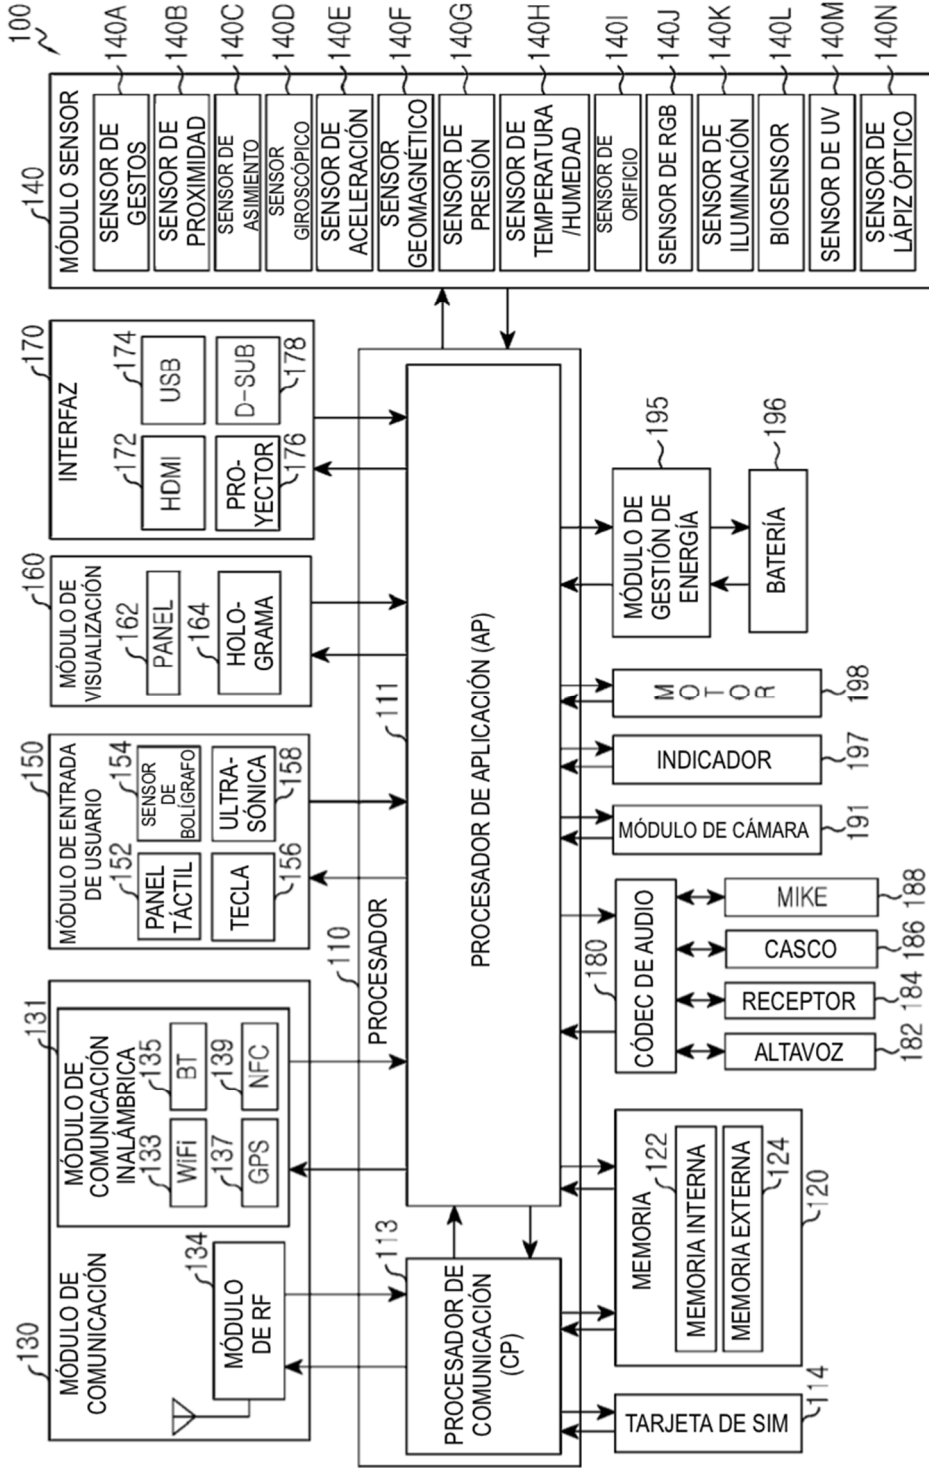 100
130
MÓDULO DE
COMUNICACIÓN
134
MÓDULO
DE RF
131
MÓDULO DE
COMUNICACIÓN
INALÁMBRICA
133
WiFi
135
BT
137
GPS
139
NFC
150
MÓDULO DE ENTRADA
DE USUARIO
152
PANEL
TÁCTIL
154
SENSOR
DE
BOLÍGRAFO
TECLA
156
ULTRA-
SÓNICA
158
160
MÓDULO DE
VISUALIZACIÓN
162
PANEL
164
HOLO-
GRAMA
170
INTERFAZ
172
HDMI
174
USB
PRO-
YECTOR
176
D-SUB
178
140
MÓDULO SENSOR
SENSOR DE
GESTOS
140A
SENSOR DE
PROXIMIDAD
140B
SENSOR DE
ASIMIENTO
140C
SENSOR
GIROSCÓPICO
140D
SENSOR DE
ACELERACIÓN
140E
SENSOR
GEOMAGNÉTICO
140F
SENSOR DE
PRESIÓN
140G
SENSOR DE
TEMPERATURA
/HUMEDAD
140H
SENSOR DE
ORIFICIO
140I
SENSOR DE RGB
140J
SENSOR DE
ILUMINACIÓN
140K
BIOSENSOR
140L
SENSOR DE UV
140M
SENSOR DE
LÁPIZ ÓPTICO
140N
110
PROCESADOR
113
PROCESADOR DE
COMUNICACIÓN
(CP)
111
PROCESADOR DE APLICACIÓN (AP)
TARJETA DE SIM
114
MEMORIA
122
MEMORIA INTERNA
MEMORIA EXTERNA
124
120
180
CÓDEC DE AUDIO
ALTAVOZ
182
RECEPTOR
184
CASCO
186
MIKE
188
MÓDULO DE CÁMARA
191
INDICADOR
197
MOTOR
198
MÓDULO DE
GESTIÓN DE
ENERGÍA
195
BATERÍA
196